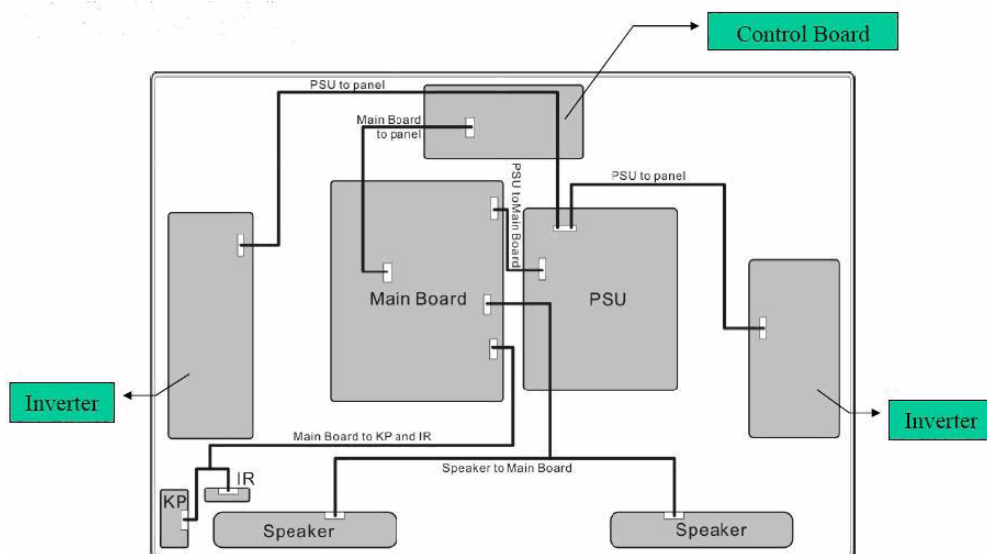 Control Board
PSU to panel
Main Board
to panel
PSU to Main Board
PSU to panel
Main Board
PSU
Inverter
Inverter
Main Board to KP and IR
Speaker to Main Board
IR
KP
Speaker
Speaker